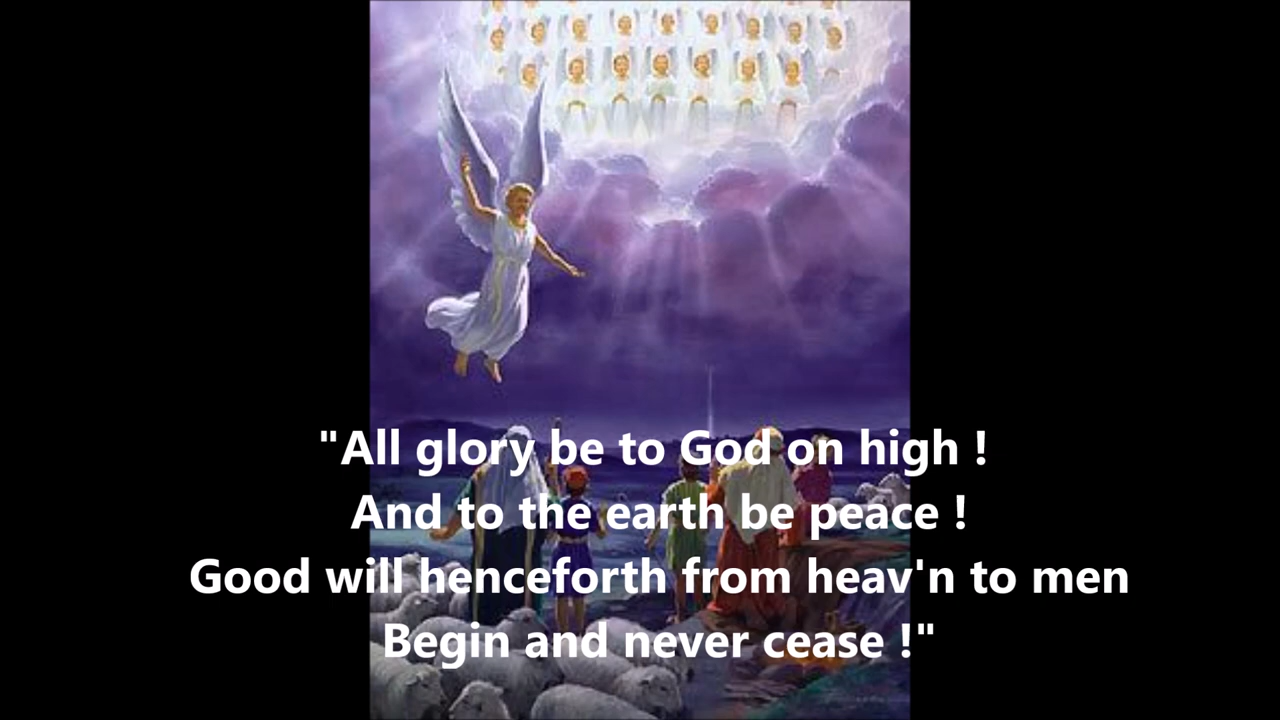 "All glory be to God on high !
And to the earth be peace !
Good will henceforth from heav'n to men
Begin and never cease !"